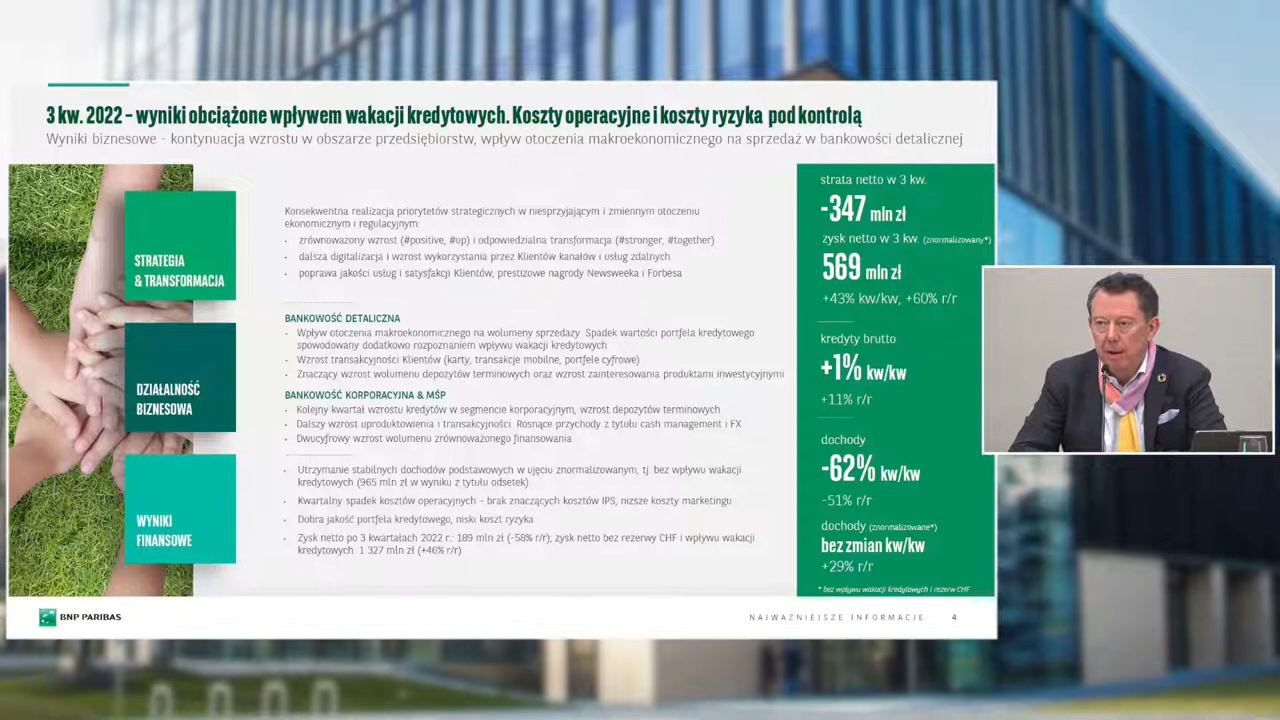 3 kw. 2022 – wyniki obciążone wpływem wakacji kredytowych. Koszty operacyjne i koszty ryzyka pod kontrolą
Wyniki biznesowe - kontynuacja wzrostu w obszarze przedsiębiorstw, wpływ otoczenia makroekonomicznego na sprzedaż w bankowości detalicznej
STRATEGIA
& TRANSFORMACJA
Konsekwentna realizacja priorytetów strategicznych w niesprzyjającym i zmiennym otoczeniu
ekonomicznym i regulacyjnym:
• zrównoważony wzrost (#positive, #up) i odpowiedzialna transformacja (#stronger, #together)
• dalsza digitalizacja i wzrost wykorzystania przez Klientów kanałów i usług zdalnych
• poprawa jakości usług i satysfakcji Klientów, prestiżowe nagrody Newsweeka i Forbesa
DZIAŁALNOŚĆ
BIZNESOWA
BANKOWOŚĆ DETALICZNA
• Wpływ otoczenia makroekonomicznego na wolumeny sprzedaży. Spadek wartości portfela kredytowego
spowodowany dodatkowo rozpoznaniem wpływu wakacji kredytowych
• Wzrost transakcyjności Klientów (karty, transakcje mobilne, portfele cyfrowe)
• Znaczący wzrost wolumenu depozytów terminowych oraz wzrost zainteresowania produktami inwestycyjnymi
BANKOWOŚĆ KORPORACYJNA & MŚP
• Kolejny kwartał wzrostu kredytów w segmencie korporacyjnym, wzrost depozytów terminowych
• Dalszy wzrost uproduktowienia i transakcyjności. Rosnące przychody z tytułu cash management i FX
• Dwucyfrowy wzrost wolumenu zrównoważonego finansowania
WYNIKI
FINANSOWE
• Utrzymanie stabilnych dochodów podstawowych w ujęciu znormalizowanym, tj. bez wpływu wakacji
kredytowych (965 mln zł w wyniku z tytułu odsetek)
• Kwartalny spadek kosztów operacyjnych – brak znaczących kosztów IPS, niższe koszty marketingu
• Dobra jakość portfela kredytowego, niski koszt ryzyka
• Zysk netto po 3 kwartałach 2022 r.: 189 mln zł (-58% r/r), zysk netto bez rezerwy CHF i wpływu wakacji
kredytowych: 1 327 mln zł (+46% r/r)
strata netto w 3 kw.
-347 mln zł
zysk netto w 3 kw. (znormalizowany*)
569 mln zł
+43% kw/kw, +60% r/r
kredyty brutto
+1% kw/kw
+11% r/r
dochody
-62% kw/kw
-51% r/r
dochody (znormalizowane*)
bez zmian kw/kw
+29% r/r
* bez wpływu wakacji kredytowych i rezerw CHF
BNP PARIBAS
NAJWAŻNIEJSZE INFORMACJE 4